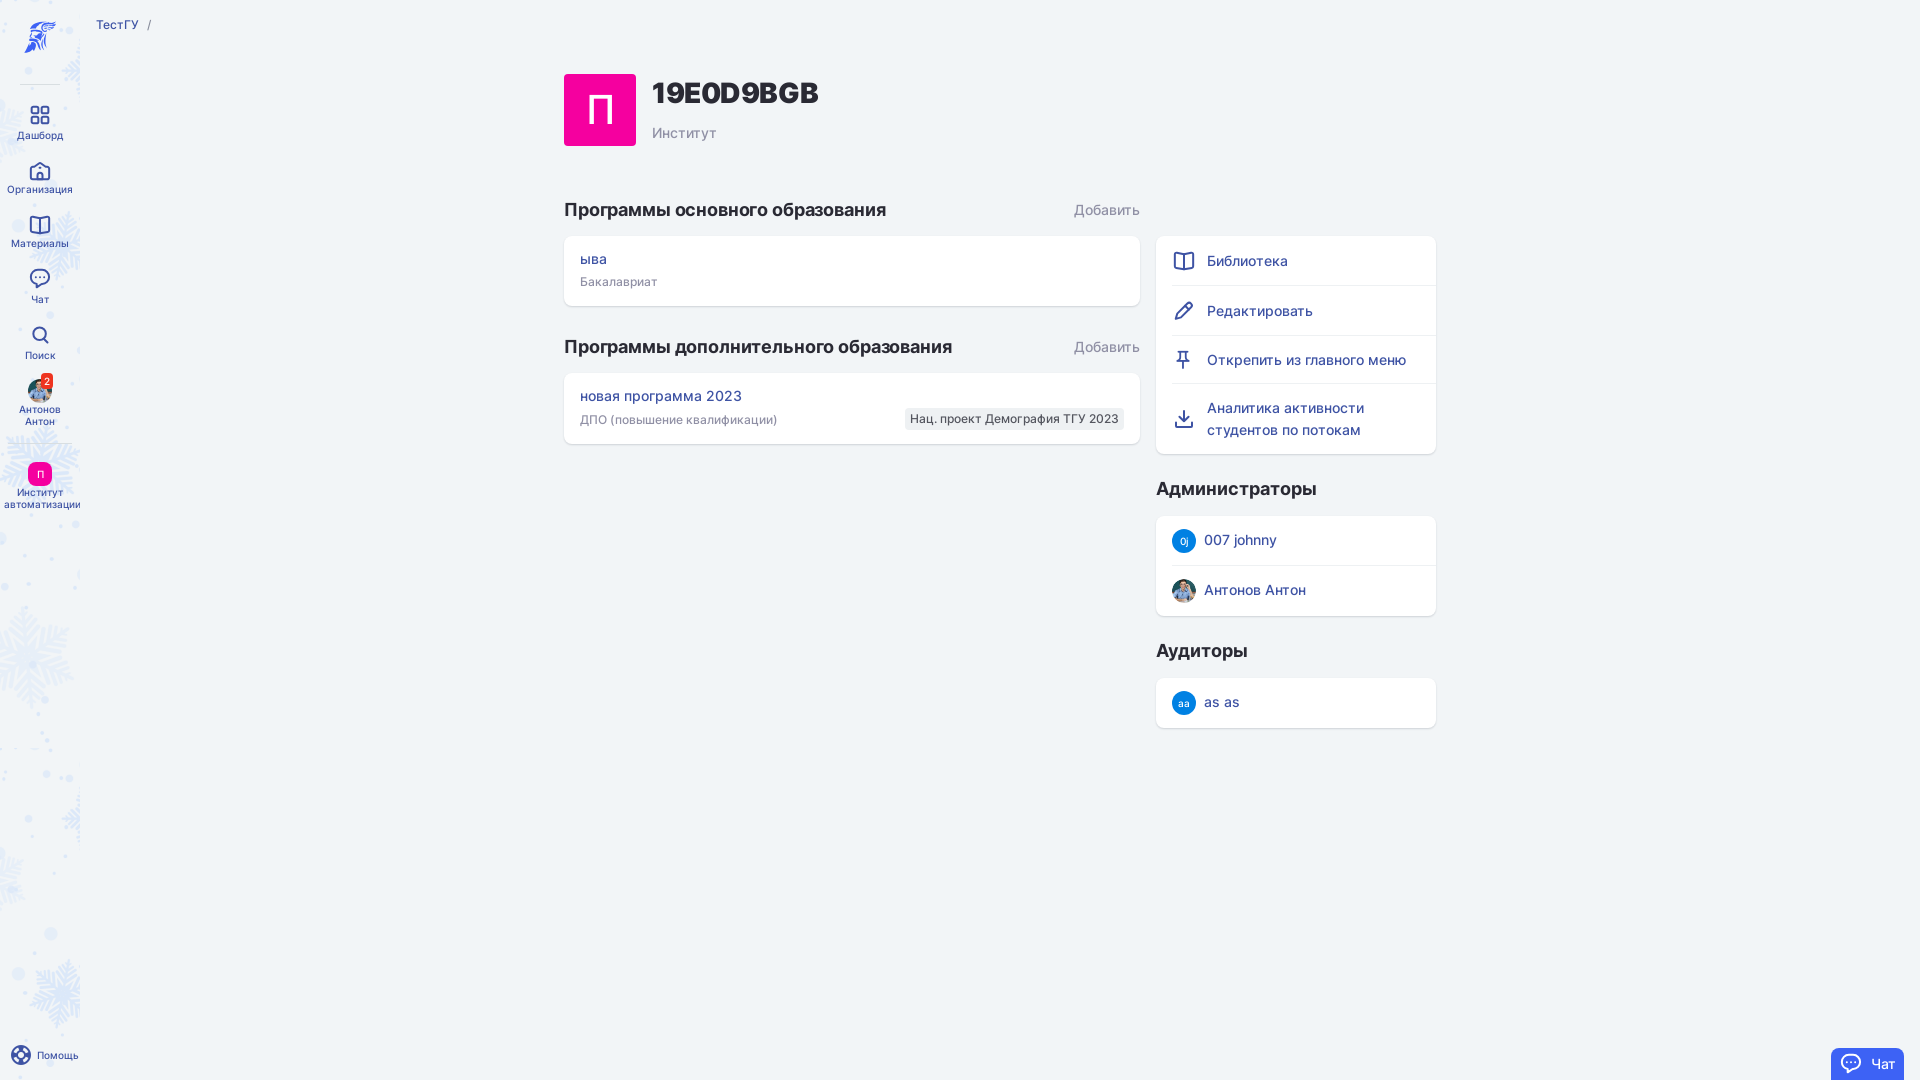 ТестГУ /
Дашборд
Организация
Материалы
Чат
Поиск
2
Антонов
Антон
П
Институт
автоматизации
Помощь
П
19E0D9BGB
Институт
Программы основного образования
Добавить
ыва
Бакалавриат
Программы дополнительного образования
Добавить
новая программа 2023
ДПО (повышение квалификации)
Нац. проект Демография ТГУ 2023
Библиотека
Редактировать
Открепить из главного меню
Аналитика активности
студентов по потокам
Администраторы
0j
007 johnny
Антонов Антон
Аудиторы
aa
as as
Чат